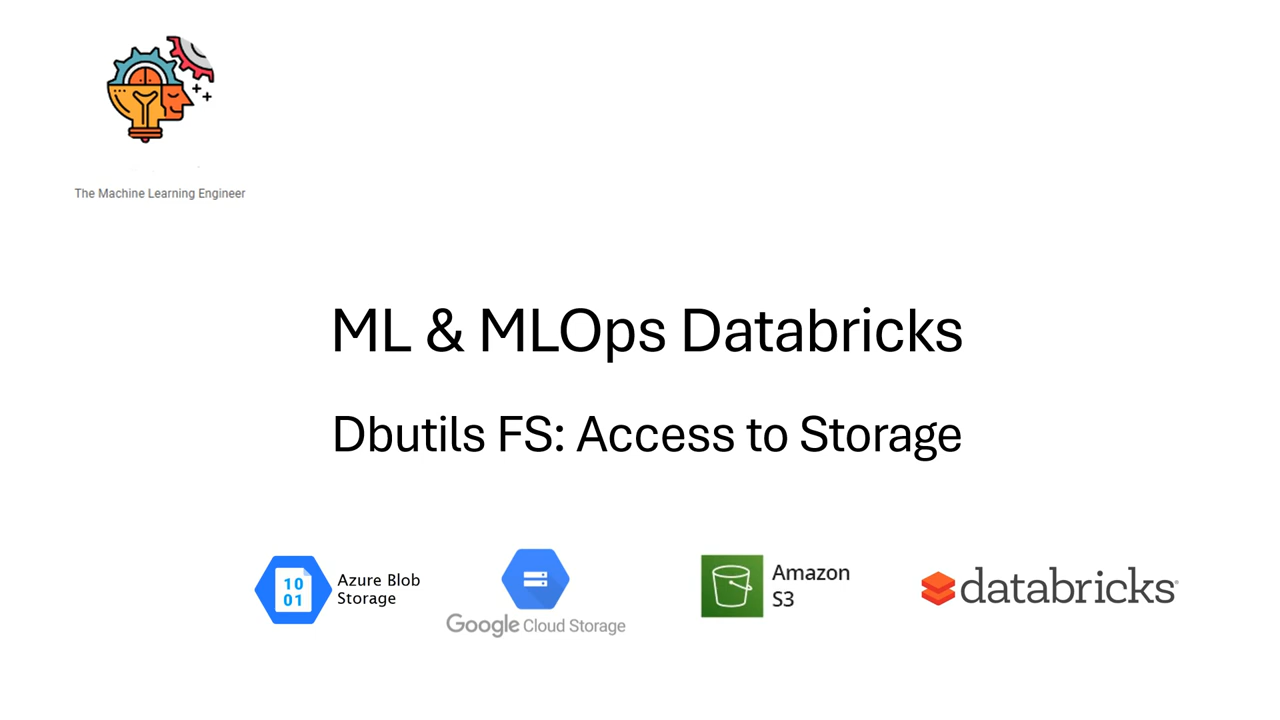 The Machine Learning Engineer
ML & MLOps Databricks
Dbutils FS: Access to Storage
10
01
Azure Blob
Storage
Google Cloud Storage
Amazon
S3
databricks®